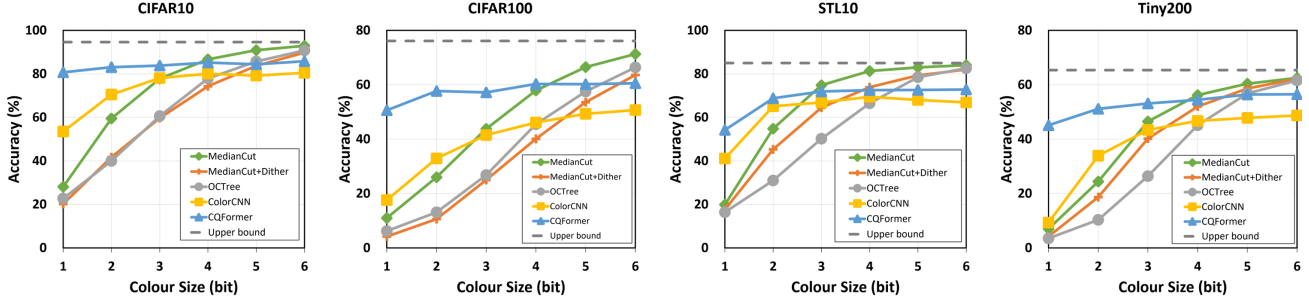 CIFAR10
Accuracy (%)
100
80
60
40
20
0
MedianCut
MedianCut+Dither
OCTree
ColorCNN
CQFormer
Upper bound
1 2 3 4 5 6
Colour Size (bit)
CIFAR100
Accuracy (%)
80
60
40
20
0
MedianCut
MedianCut+Dither
OCTree
ColorCNN
CQFormer
Upper bound
1 2 3 4 5 6
Colour Size (bit)
STL10
Accuracy (%)
100
80
60
40
20
0
MedianCut
MedianCut+Dither
OCTree
ColorCNN
CQFormer
Upper bound
1 2 3 4 5 6
Colour Size (bit)
Tiny200
Accuracy (%)
80
60
40
20
0
MedianCut
MedianCut+Dither
OCTree
ColorCNN
CQFormer
Upper bound
1 2 3 4 5 6
Colour Size (bit)